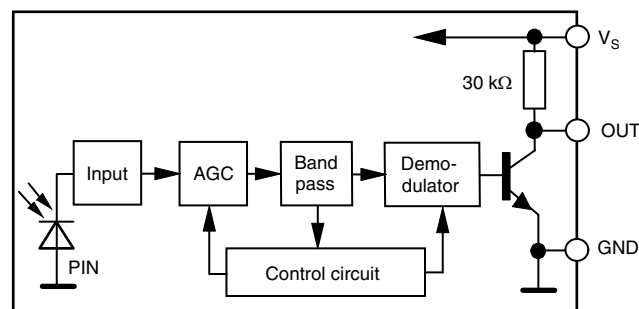 V_S
30 kΩ
OUT
Input
AGC
Band
pass
Demo-
dulator
PIN
Control circuit
GND